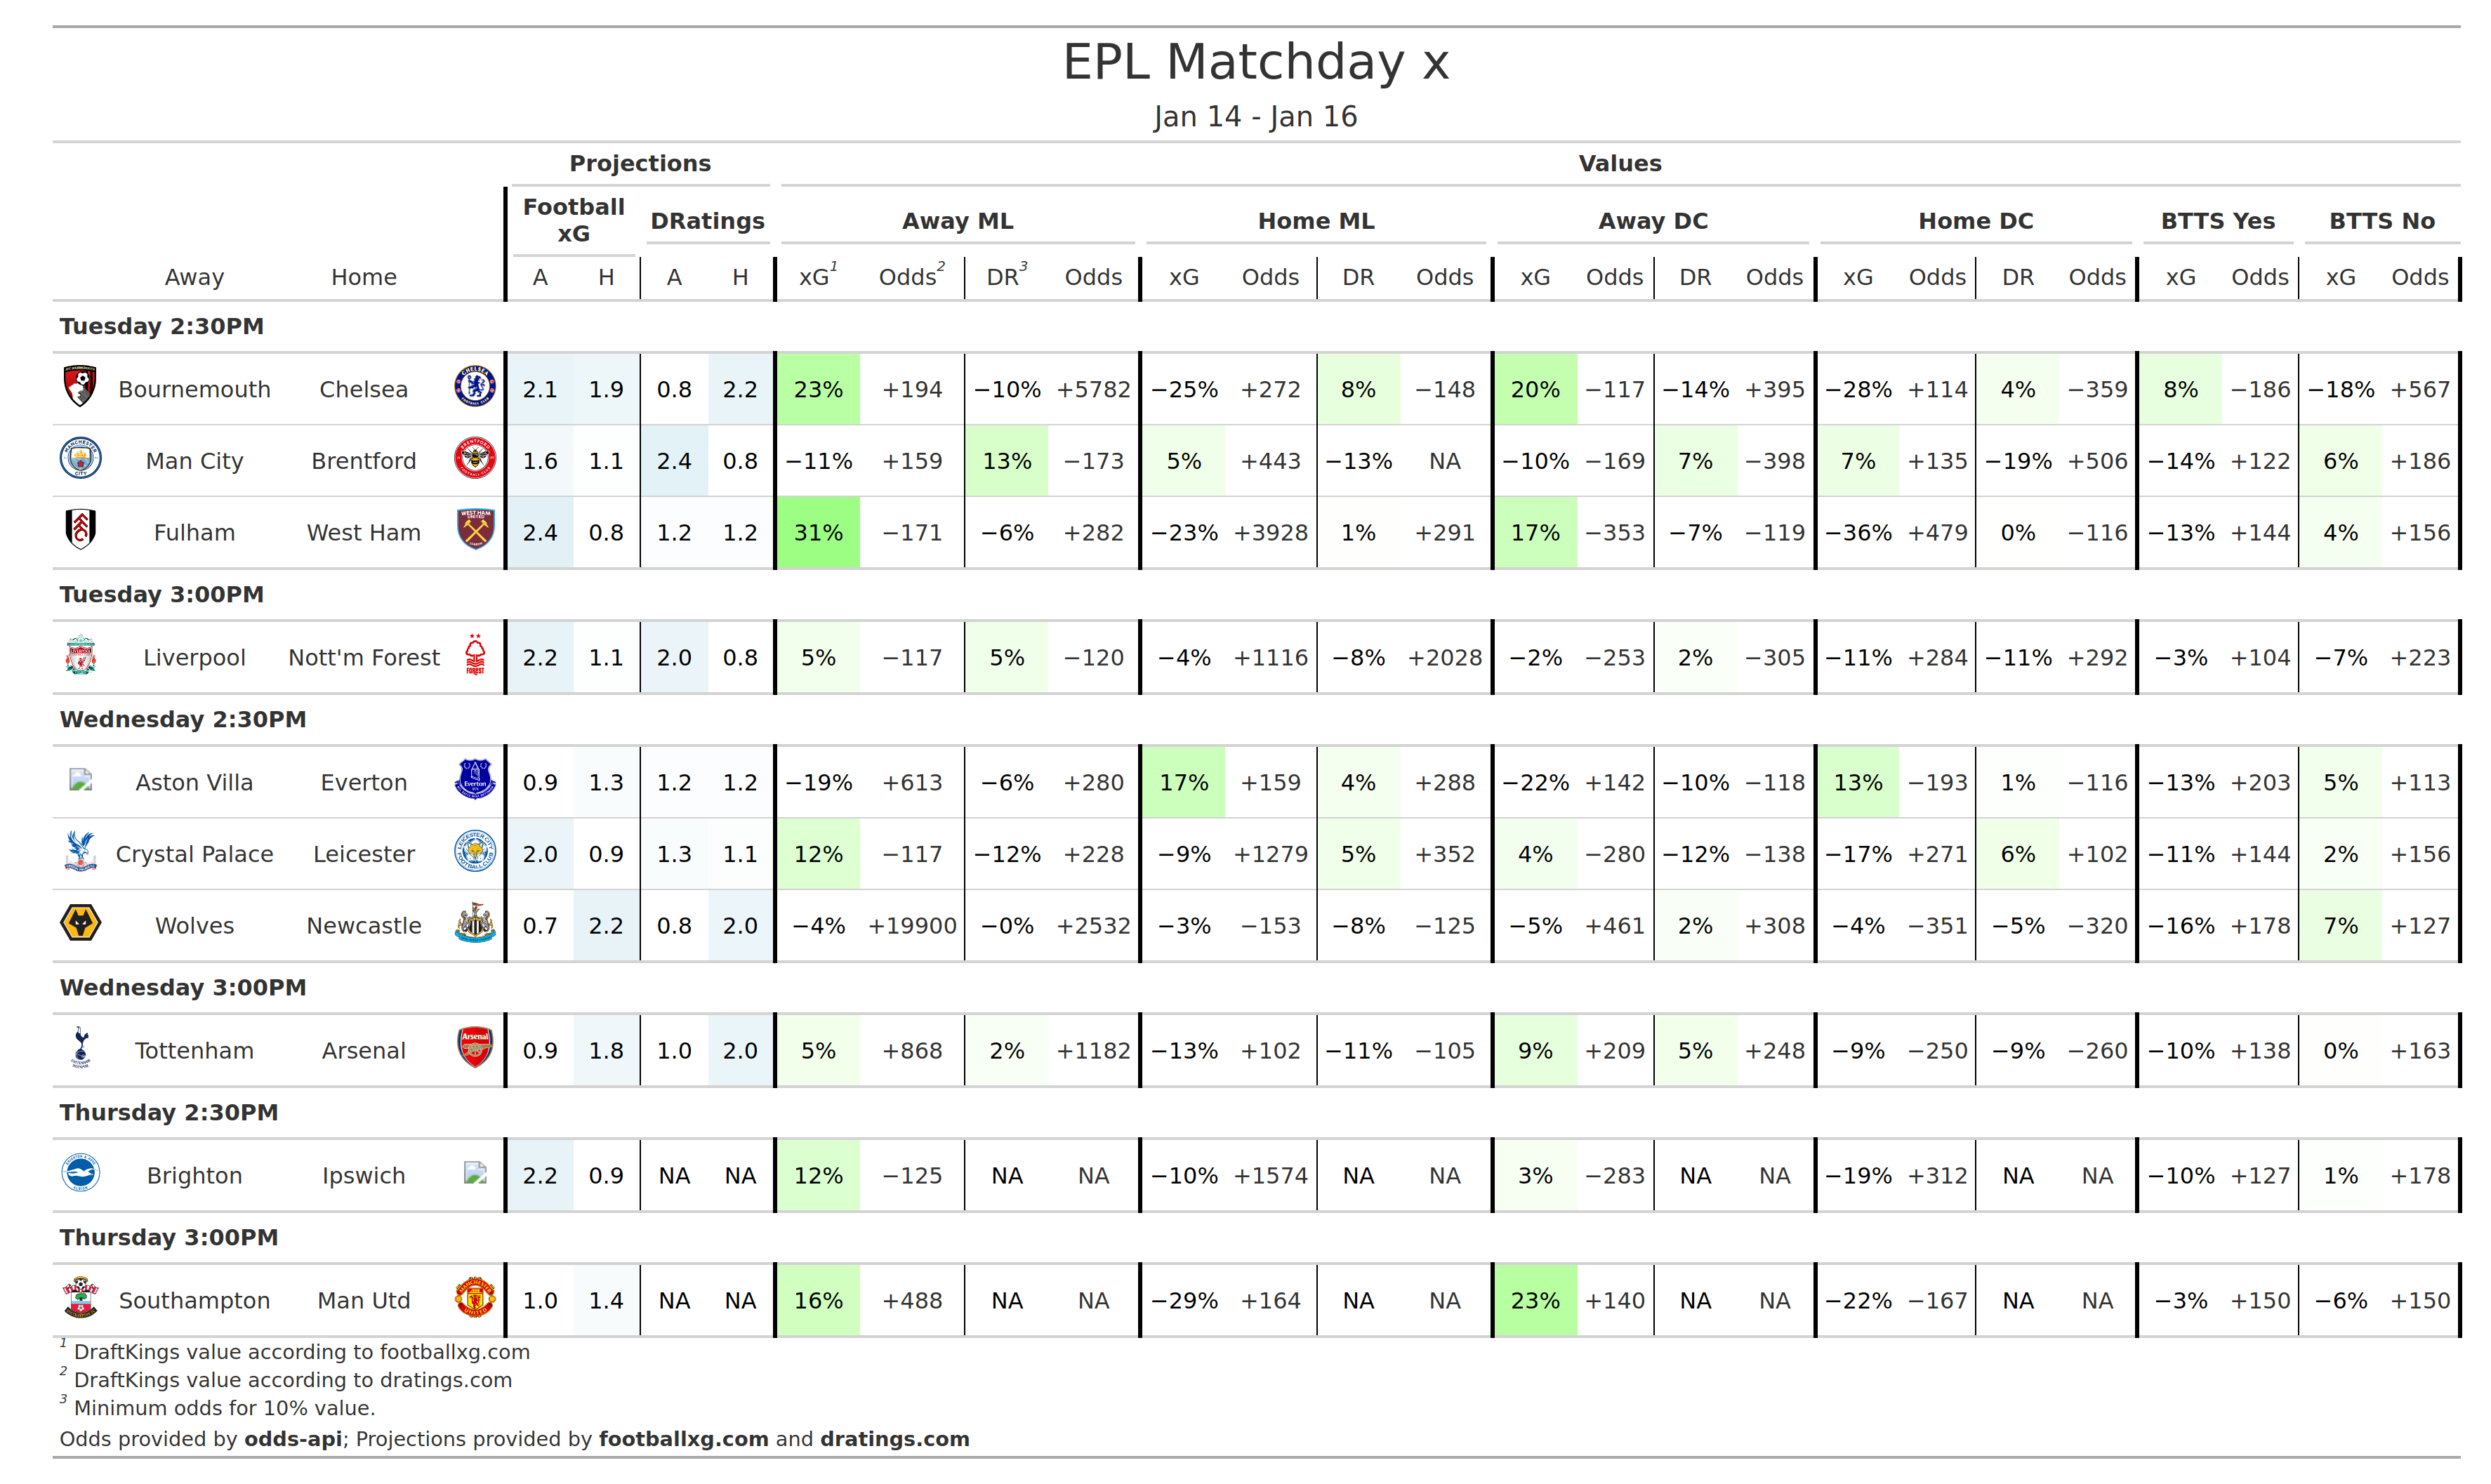 EPL Matchday x
Jan 14 - Jan 16
Projections Values
Football xG DRatings Away ML Home ML Away DC Home DC BTTS Yes BTTS No
Away Home A H A H xG1 Odds2 DR3 Odds xG Odds DR Odds xG Odds DR Odds xG Odds DR Odds xG Odds xG Odds
Tuesday 2:30PM
Bournemouth Chelsea 2.1 1.9 0.8 2.2 23% +194 −10% +5782 −25% +272 8% −148 20% −117 −14% +395 −28% +114 4% −359 8% −186 −18% +567
Man City Brentford 1.6 1.1 2.4 0.8 −11% +159 13% −173 5% +443 −13% NA −10% −169 7% −398 7% +135 −19% +506 −14% +122 6% +186
Fulham West Ham 2.4 0.8 1.2 1.2 31% −171 −6% +282 −23% +3928 1% +291 17% −353 −7% −119 −36% +479 0% −116 −13% +144 4% +156
Tuesday 3:00PM
Liverpool Nott'm Forest 2.2 1.1 2.0 0.8 5% −117 5% −120 −4% +1116 −8% +2028 −2% −253 2% −305 −11% +284 −11% +292 −3% +104 −7% +223
Wednesday 2:30PM
Aston Villa Everton 0.9 1.3 1.2 1.2 −19% +613 −6% +280 17% +159 4% +288 −22% +142 −10% −118 13% −193 1% −116 −13% +203 5% +113
Crystal Palace Leicester 2.0 0.9 1.3 1.1 12% −117 −12% +228 −9% +1279 5% +352 4% −280 −12% −138 −17% +271 6% +102 −11% +144 2% +156
Wolves Newcastle 0.7 2.2 0.8 2.0 −4% +19900 −0% +2532 −3% −153 −8% −125 −5% +461 2% +308 −4% −351 −5% −320 −16% +178 7% +127
Wednesday 3:00PM
Tottenham Arsenal 0.9 1.8 1.0 2.0 5% +868 2% +1182 −13% +102 −11% −105 9% +209 5% +248 −9% −250 −9% −260 −10% +138 0% +163
Thursday 2:30PM
Brighton Ipswich 2.2 0.9 NA NA 12% −125 NA NA −10% +1574 NA NA 3% −283 NA NA −19% +312 NA NA −10% +127 1% +178
Thursday 3:00PM
Southampton Man Utd 1.0 1.4 NA NA 16% +488 NA NA −29% +164 NA NA 23% +140 NA NA −22% −167 NA NA −3% +150 −6% +150
1 DraftKings value according to footballxg.com
2 DraftKings value according to dratings.com
3 Minimum odds for 10% value.
Odds provided by odds-api; Projections provided by footballxg.com and dratings.com